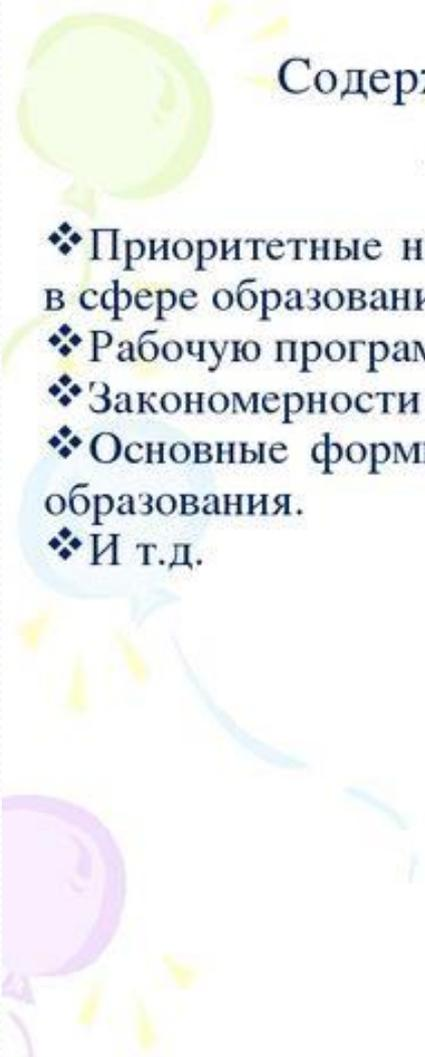 Содерж
❖Приоритетные н
в сфере образовани
❖Рабочую програм
❖Закономерности
❖Основные форм
образования.
❖И т.д.